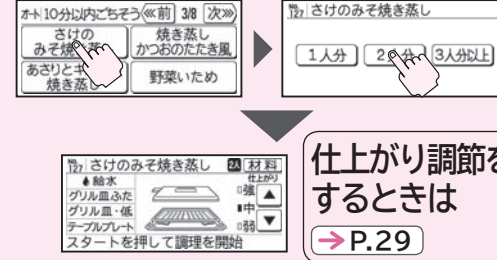 オート 10分以内ごちそう ≪前 3/8 次≫
さけの
みそ焼き蒸し
焼き蒸し
かつおのたたき風
あさりとキ
焼き蒸し
野菜いため
127 さけのみそ焼き蒸し
1人分 2人分 3人分以上
127 さけのみそ焼き蒸し 2人 材料
給水
グリル皿ふた
グリル皿・低
テーブルプレート
仕上がり
強
中
弱
スタートを押して調理を開始
仕上がり調節を
するときは
→P.29